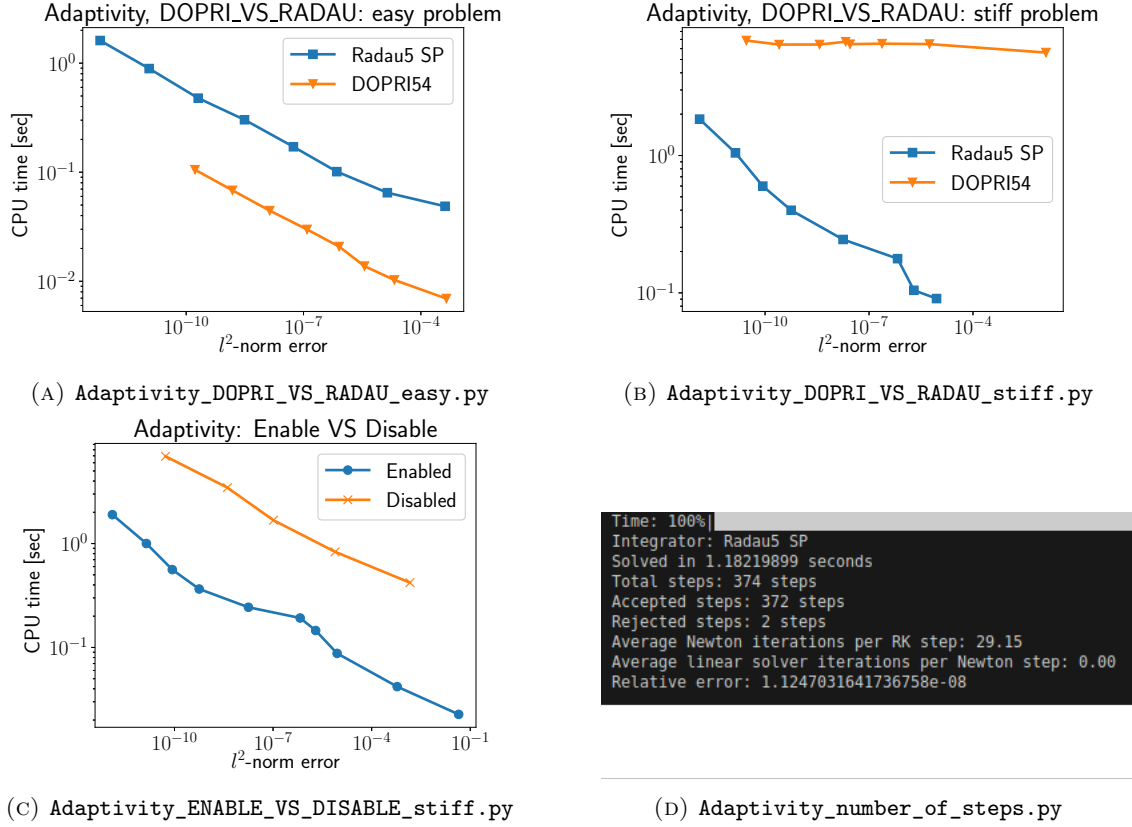 Adaptivity, DOPRI_VS_RADAU: easy problem
Radau5 SP
DOPRI54
CPU time [sec]
10^0
10^-1
10^-2
10^-10
10^-7
10^-4
l^2-norm error
(A) Adaptivity_DOPRI_VS_RADAU_easy.py
Adaptivity, DOPRI_VS_RADAU: stiff problem
Radau5 SP
DOPRI54
CPU time [sec]
10^0
10^-1
10^-10
10^-7
10^-4
l^2-norm error
(B) Adaptivity_DOPRI_VS_RADAU_stiff.py
Adaptivity: Enable VS Disable
Enabled
Disabled
CPU time [sec]
10^0
10^-1
10^-10
10^-7
10^-4
10^-1
l^2-norm error
(C) Adaptivity_ENABLE_VS_DISABLE_stiff.py
Time: 100%|
Integrator: Radau5 SP
Solved in 1.18219899 seconds
Total steps: 374 steps
Accepted steps: 372 steps
Rejected steps: 2 steps
Average Newton iterations per RK step: 29.15
Average linear solver iterations per Newton step: 0.00
Relative error: 1.1247031641736758e-08
(D) Adaptivity_number_of_steps.py